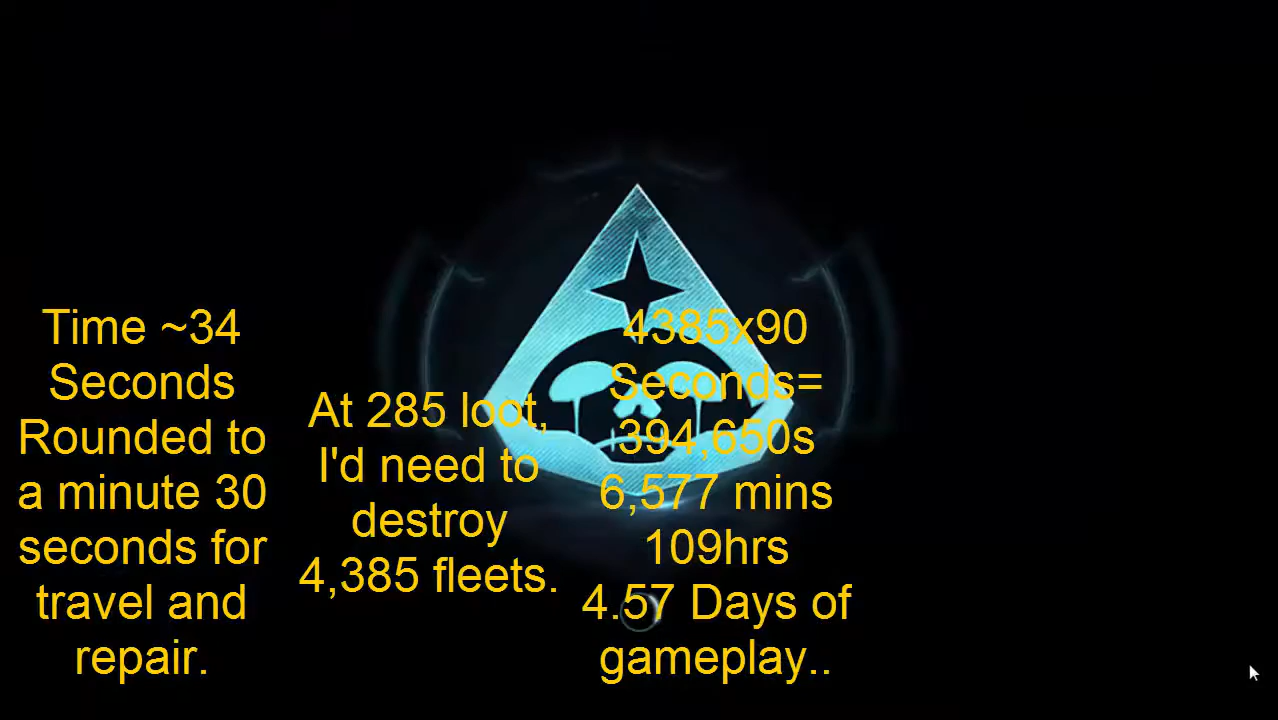 Time ~34
Seconds
Rounded to
a minute 30
seconds for
travel and
repair.
At 285 loot,
I'd need to
destroy
4,385 fleets.
4385x90
Seconds=
394,650s
6,577 mins
109hrs
4.57 Days of
gameplay..